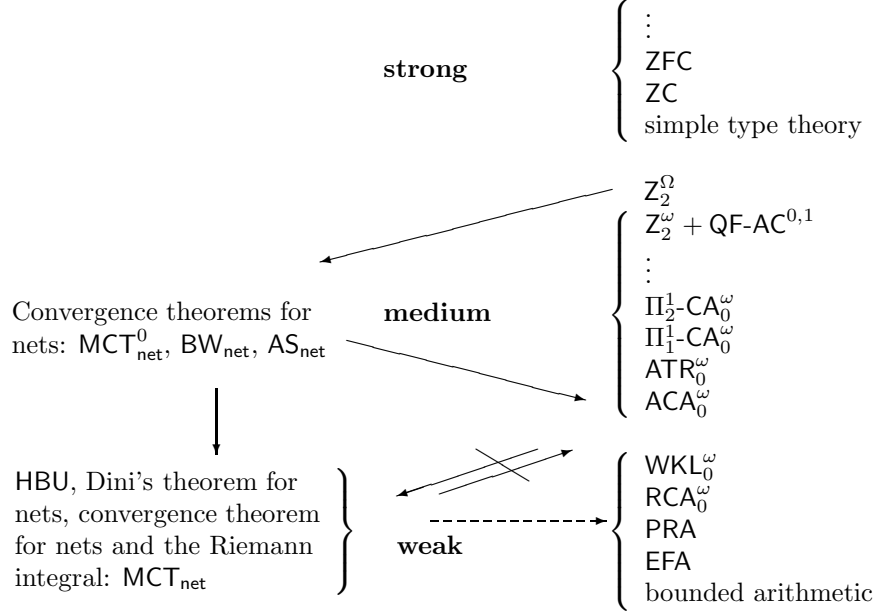 ⋮
strong
ZFC
ZC
simple type theory
Z₂^Ω
Z₂^ω + QF-AC^{0,1}
⋮
Convergence theorems for
nets: MCT⁰_net, BW_net, AS_net
medium
Π¹₂-CA₀^ω
Π¹₁-CA₀^ω
ATR₀^ω
ACA₀^ω
HBU, Dini's theorem for
nets, convergence theorem
for nets and the Riemann
integral: MCT_net
weak
WKL₀^ω
RCA₀^ω
PRA
EFA
bounded arithmetic